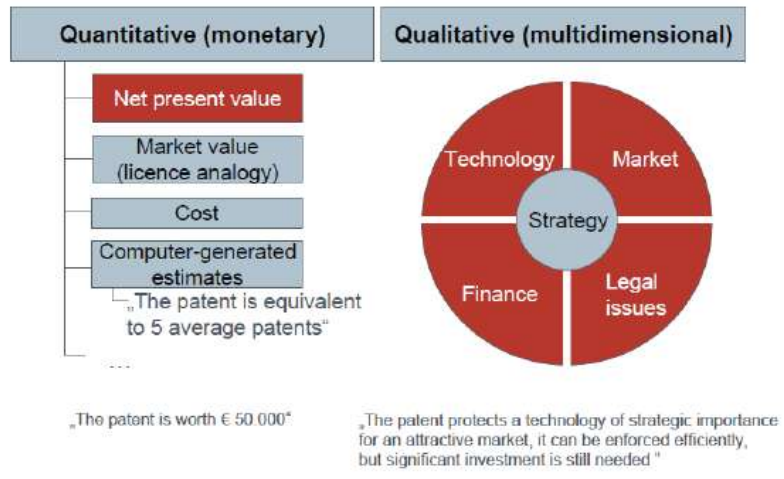 Quantitative (monetary)
Net present value
Market value
(licence analogy)
Cost
Computer-generated
estimates
„The patent is equivalent
to 5 average patents“
...
„The patent is worth € 50.000“
Qualitative (multidimensional)
Technology
Market
Strategy
Finance
Legal
issues
„The patent protects a technology of strategic importance
for an attractive market, it can be enforced efficiently,
but significant investment is still needed “